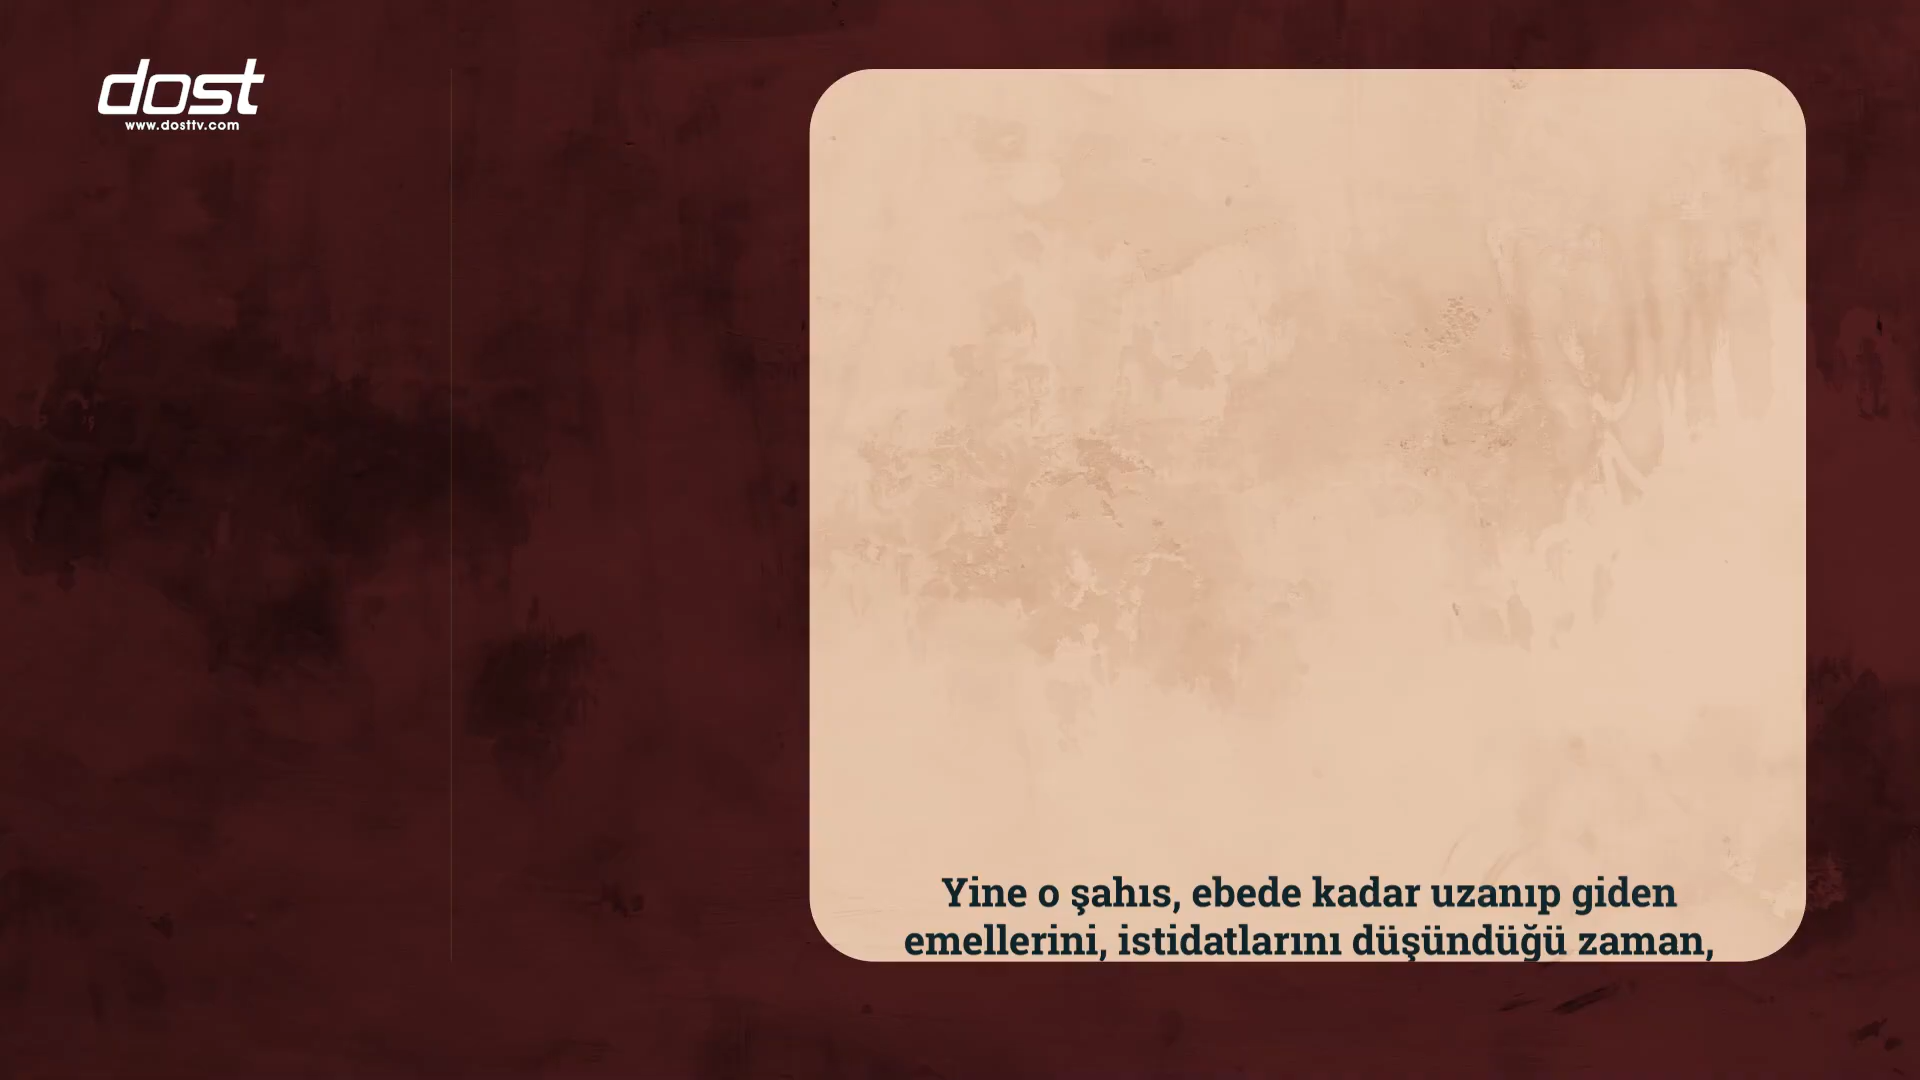 dost
www.dosttv.com
Yine o şahıs, ebede kadar uzanıp giden
emellerini, istidatlarını düşündüğü zaman,